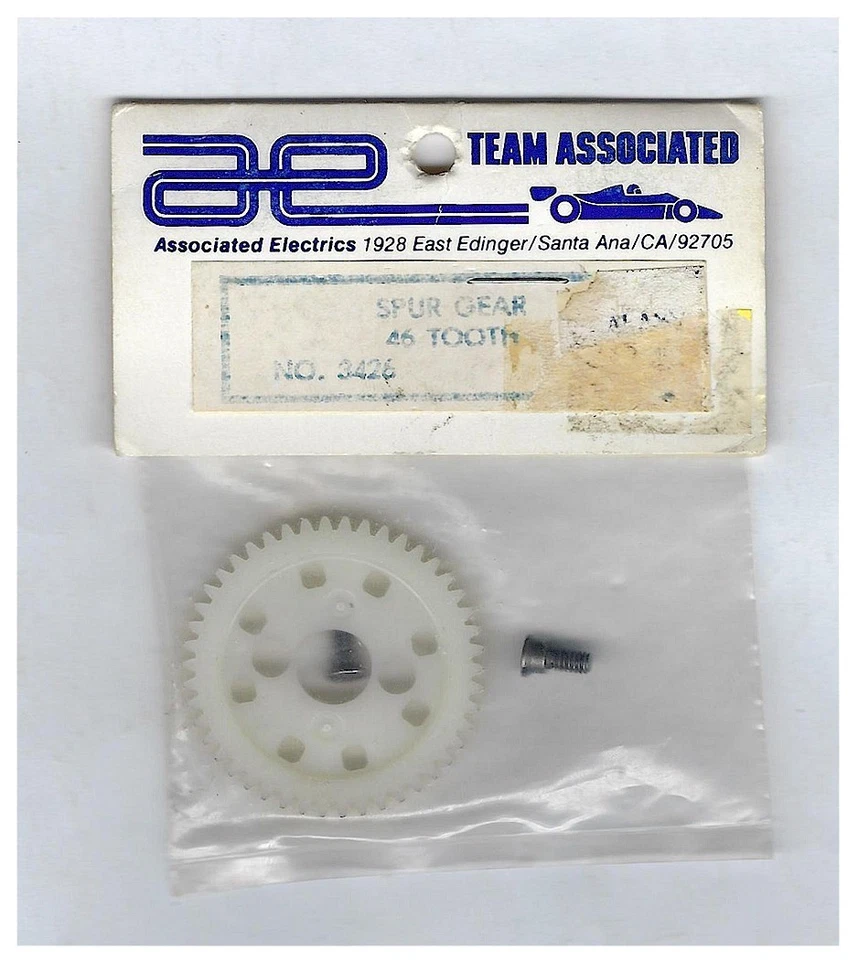 ae TEAM ASSOCIATED
Associated Electrics 1928 East Edinger/Santa Ana/CA/92705
SPUR GEAR
46 TOOTH
NO. 3426